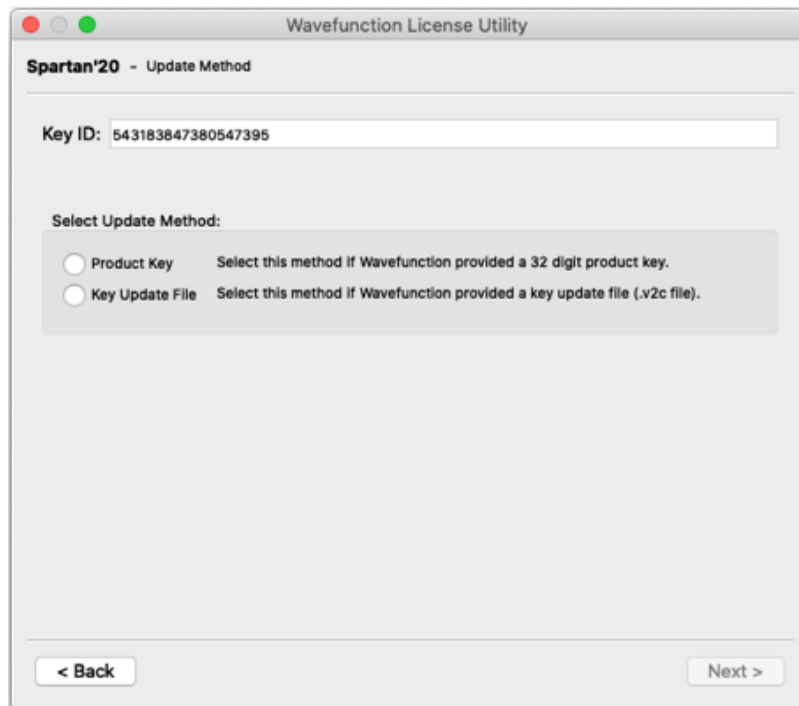 Wavefunction License Utility
Spartan'20 - Update Method
Key ID: 543183847380547395
Select Update Method:
Product Key Select this method if Wavefunction provided a 32 digit product key.
Key Update File Select this method if Wavefunction provided a key update file (.v2c file).
< Back Next >